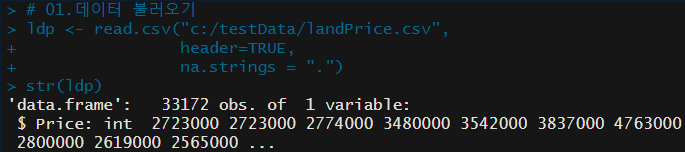 > # 01.데이터 불러오기
> ldp <- read.csv("c:/testData/landPrice.csv",
+                 header=TRUE,
+                 na.strings = ".")
> str(ldp)
'data.frame':   33172 obs. of  1 variable:
 $ Price: int  2723000 2723000 2774000 3480000 3542000 3837000 4763000
2800000 2619000 2565000 ...